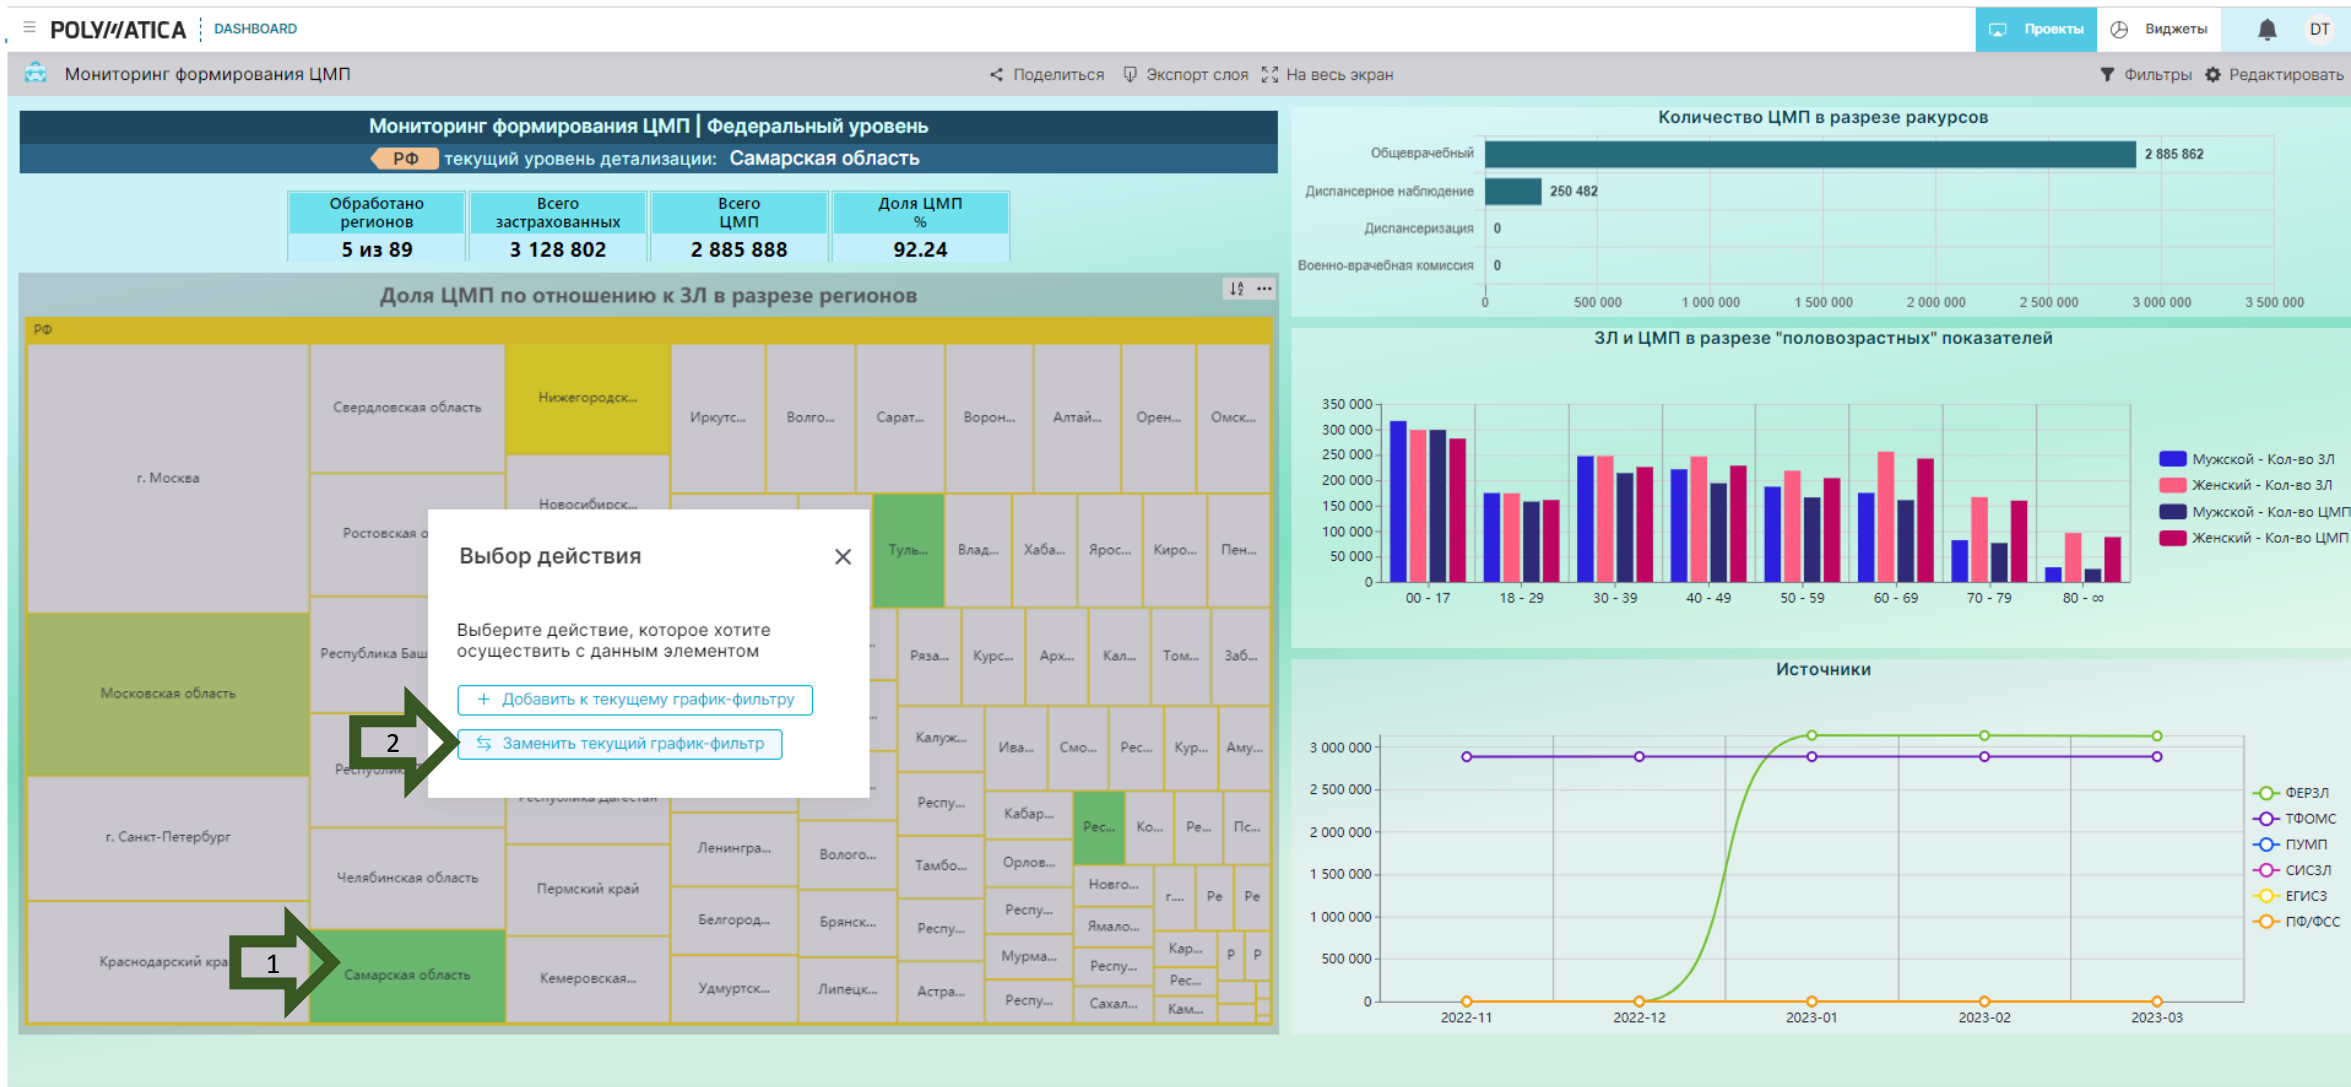 POLYMATICA DASHBOARD
Проекты
Виджеты
DT
Мониторинг формирования ЦМП
Поделиться
Экспорт слоя
На весь экран
Фильтры
Редактировать
Мониторинг формирования ЦМП | Федеральный уровень
РФ текущий уровень детализации: Самарская область
Обработано
регионов
5 из 89
Всего
застрахованных
3 128 802
Всего
ЦМП
2 885 888
Доля ЦМП
%
92.24
Доля ЦМП по отношению к ЗЛ в разрезе регионов
РФ
г. Москва
Московская область
г. Санкт-Петербург
Краснодарский кра
Свердловская область
Ростовская о
Республика Баш
Республик
Челябинская область
Самарская область
Нижегородск...
Новосибирск...
Республика Дагестан
Пермский край
Кемеровская...
Иркутс...
Волго...
Сарат...
Ворон...
Алтай...
Орен...
Омск...
Туль...
Влад...
Хаба...
Ярос...
Киро...
Пен...
Ряза...
Курс...
Арх...
Кал...
Том...
Заб...
Калуж...
Ива...
Смо...
Рес...
Кур...
Аму...
Респу...
Кабар...
Рес...
Ко...
Ре...
Пс...
Ленингра...
Волого...
Тамбо...
Орлов...
Новго...
г....
Ре
Ре
Белгород...
Брянск...
Респу...
Респу...
Ямало...
Кар...
Р
Р
Мурма...
Респу...
Рес...
Удмуртск...
Липецк...
Астра...
Респу...
Сахал...
Кам...
Выбор действия
Выберите действие, которое хотите
осуществить с данным элементом
+ Добавить к текущему график-фильтру
Заменить текущий график-фильтр
2
1
Количество ЦМП в разрезе ракурсов
Общеврачебный
2 885 862
Диспансерное наблюдение
250 482
Диспансеризация
0
Военно-врачебная комиссия
0
0 500 000 1 000 000 1 500 000 2 000 000 2 500 000 3 000 000 3 500 000
ЗЛ и ЦМП в разрезе "половозрастных" показателей
350 000
300 000
250 000
200 000
150 000
100 000
50 000
0
00 - 17 18 - 29 30 - 39 40 - 49 50 - 59 60 - 69 70 - 79 80 - ∞
Мужской - Кол-во ЗЛ
Женский - Кол-во ЗЛ
Мужской - Кол-во ЦМП
Женский - Кол-во ЦМП
Источники
3 000 000
2 500 000
2 000 000
1 500 000
1 000 000
500 000
0
2022-11 2022-12 2023-01 2023-02 2023-03
ФЕРЗЛ
ТФОМС
ПУМП
СИСЗЛ
ЕГИСЗ
ПФ/ФСС